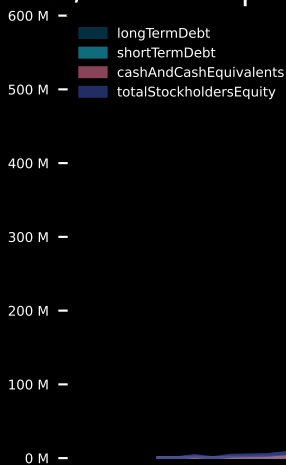 600 M
longTermDebt
shortTermDebt
cashAndCashEquivalents
500 M
totalStockholdersEquity
400 M
300 M
200 M
100 M
0 M